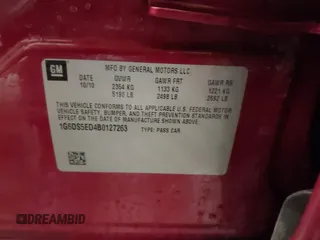 GM
MFD BY GENERAL MOTORS LLC
DATE GVWR GAWR FRT GAWR RR
10/10 2354 KG 1133 KG 1221 KG
5190 LB 2498 LB 2692 LB
THIS VEHICLE CONFORMS TO ALL APPLICABLE U.S. FEDERAL MOTOR
VEHICLE SAFETY, BUMPER, AND THEFT PREVENTION STANDARDS
IN EFFECT ON THE DATE OF MANUFACTURE SHOWN ABOVE.
1G6DS5ED4B0127263 TYPE: PASS CAR
© DREAMBID